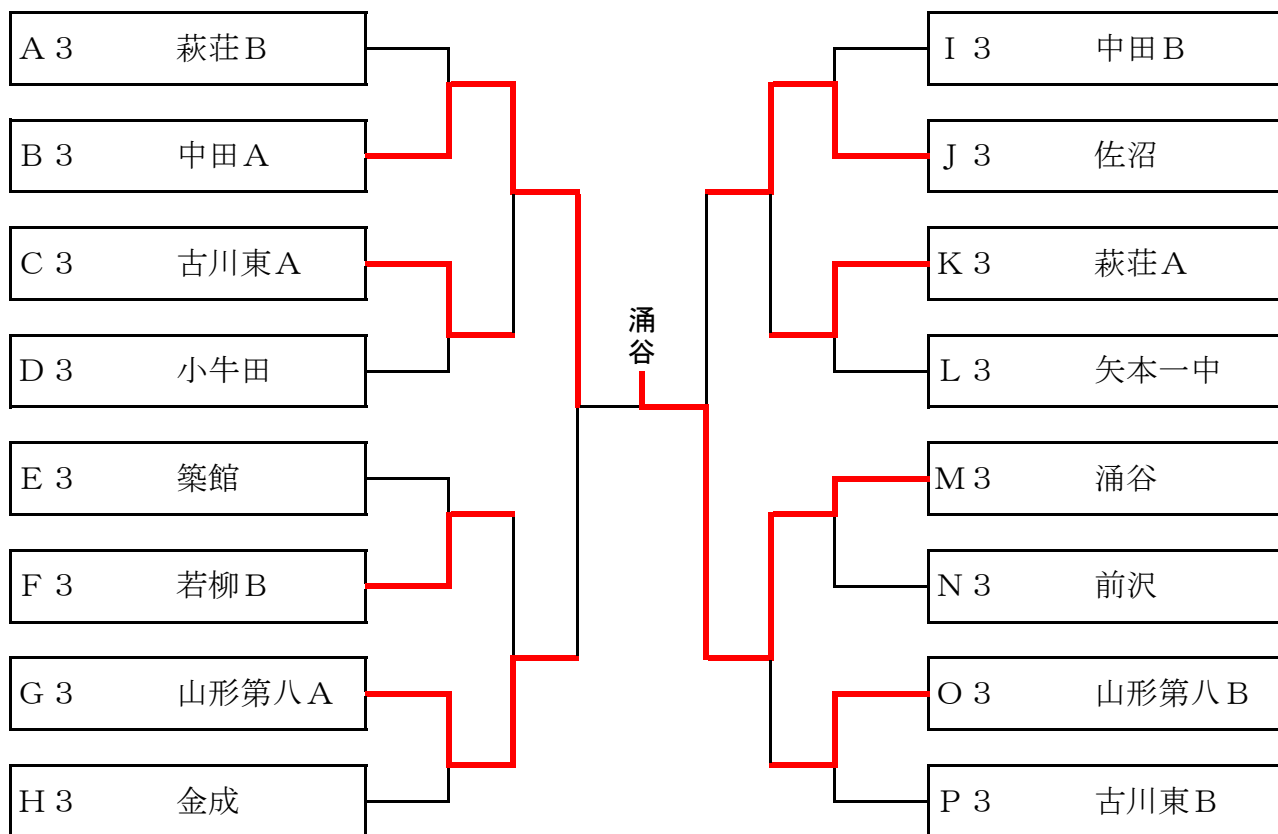 A3 萩荘B
B3 中田A
C3 古川東A
D3 小牛田
E3 築館
F3 若柳B
G3 山形第八A
H3 金成
涌谷
I3 中田B
J3 佐沼
K3 萩荘A
L3 矢本一中
M3 涌谷
N3 前沢
O3 山形第八B
P3 古川東B